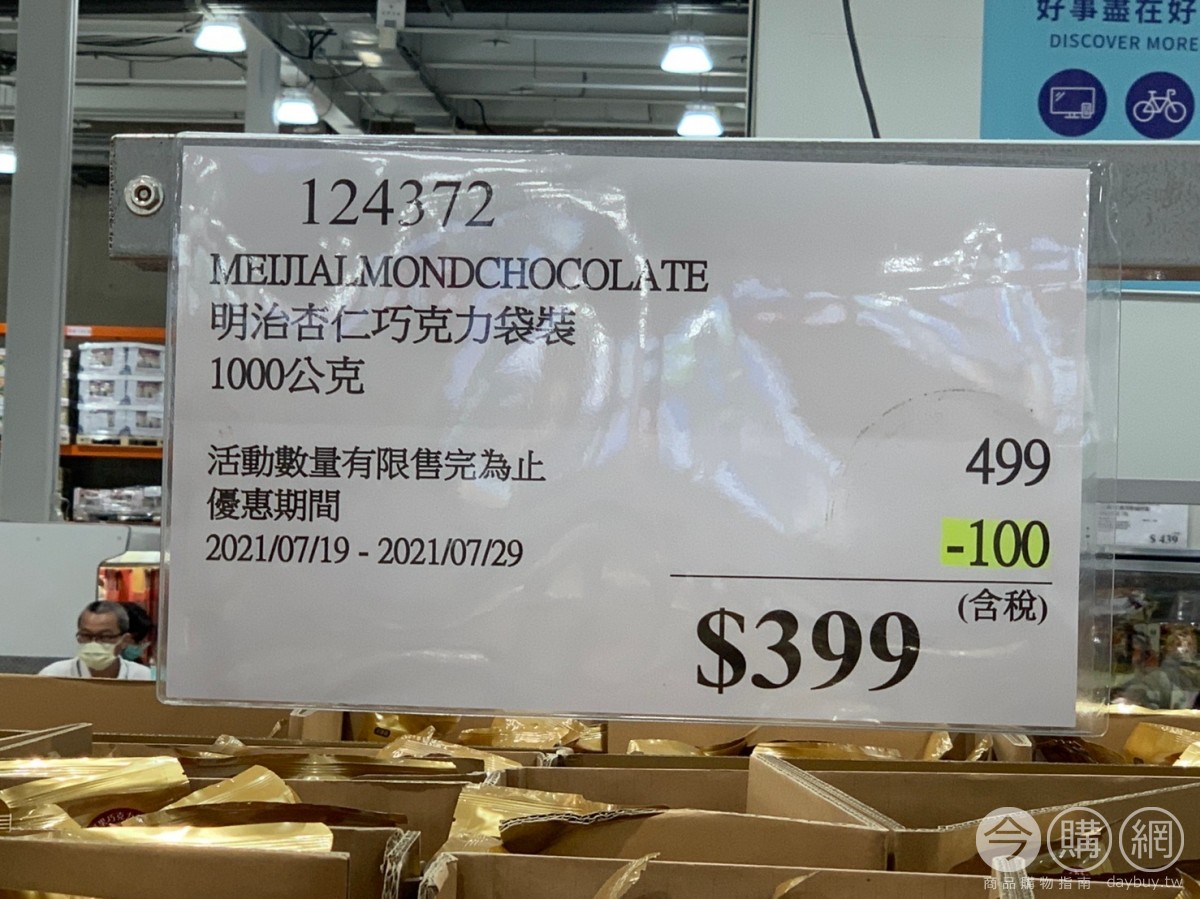 好事盡在好
DISCOVER MORE
124372
MEIJIALMONDCHOCOLATE
明治杏仁巧克力袋裝
1000公克
活動數量有限售完為止
優惠期間
2021/07/19 - 2021/07/29
499
-100
(含稅)
$399
$439
今購網
商品購物指南 daybuy.tw